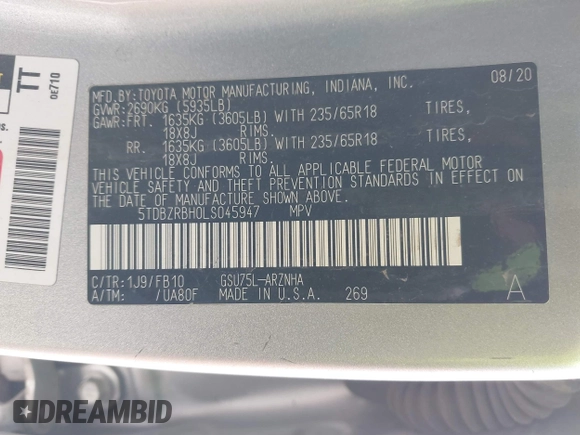 TT
0E710
MFD.BY:TOYOTA MOTOR MANUFACTURING, INDIANA, INC. 08/20
GVWR:2690KG (5935LB)
GAWR:FRT. 1635KG (3605LB) WITH 235/65R18 TIRES,
18X8J RIMS.
RR. 1635KG (3605LB) WITH 235/65R18 TIRES,
18X8J RIMS.
THIS VEHICLE CONFORMS TO ALL APPLICABLE FEDERAL MOTOR
VEHICLE SAFETY AND THEFT PREVENTION STANDARDS IN EFFECT ON
THE DATE OF MANUFACTURE SHOWN ABOVE.
5TDBZRBH0LS045947 MPV
C/TR:1J9/FB10 GSU75L-ARZNHA
A/TM: /UA80F MADE IN U.S.A. 269 A
DREAMBID